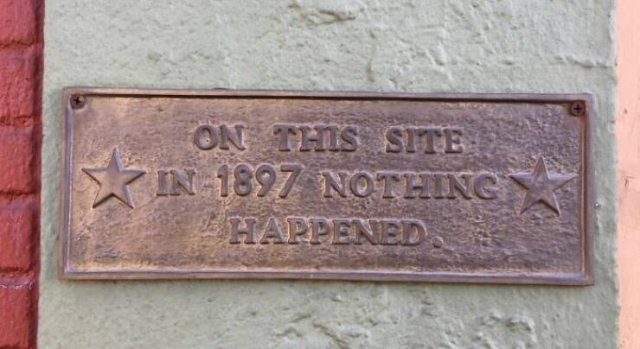 ON THIS SITE
IN 1897 NOTHING
HAPPENED.